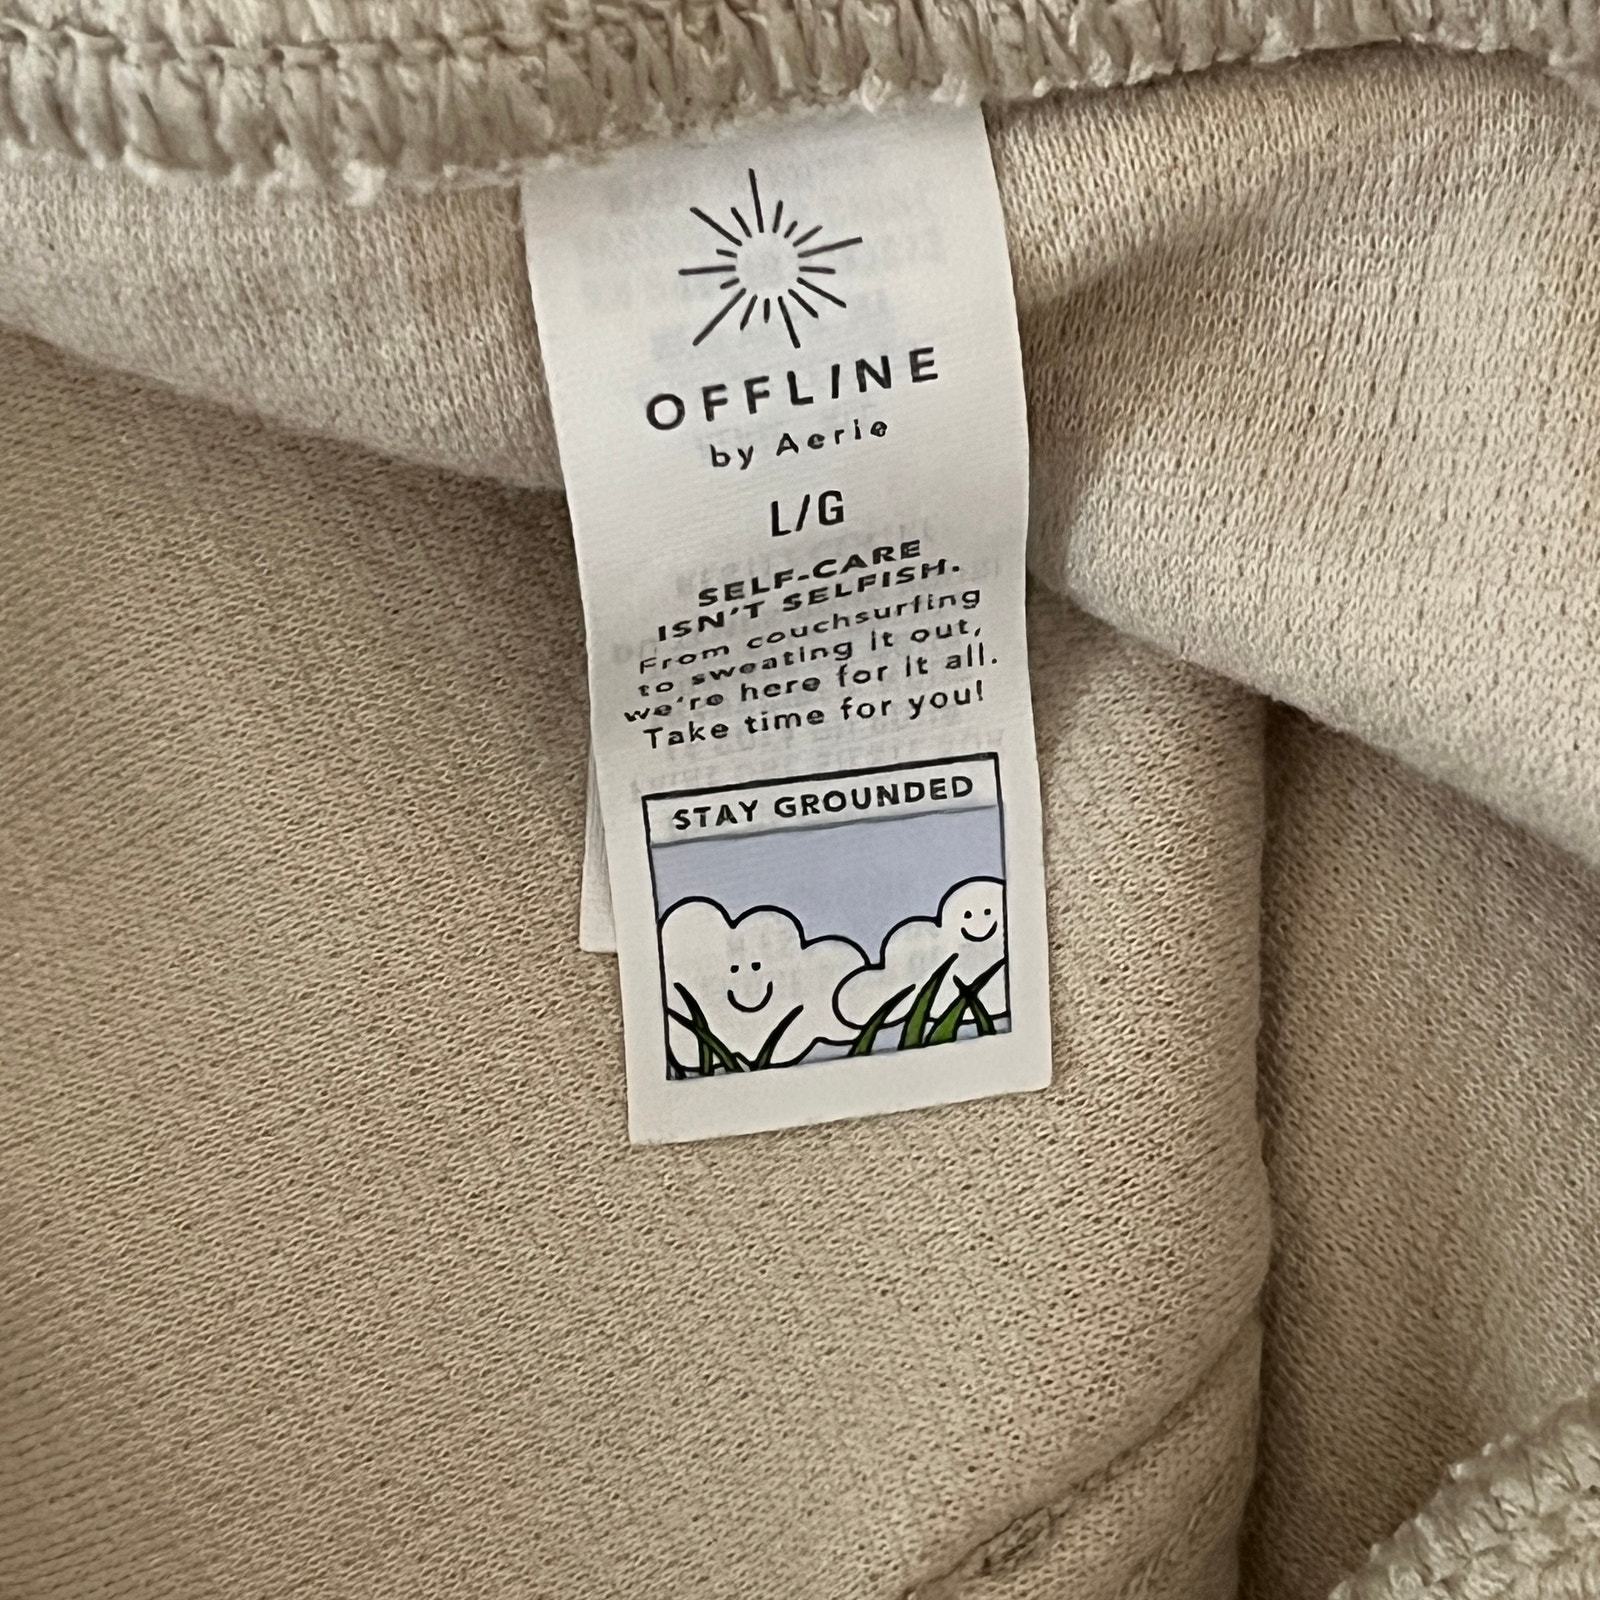 OFFLINE
by Aerie
L/G
SELF-CARE
ISN'T SELFISH.
From couchsurfing
to sweating it out,
we're here for it all.
Take time for you!
STAY GROUNDED